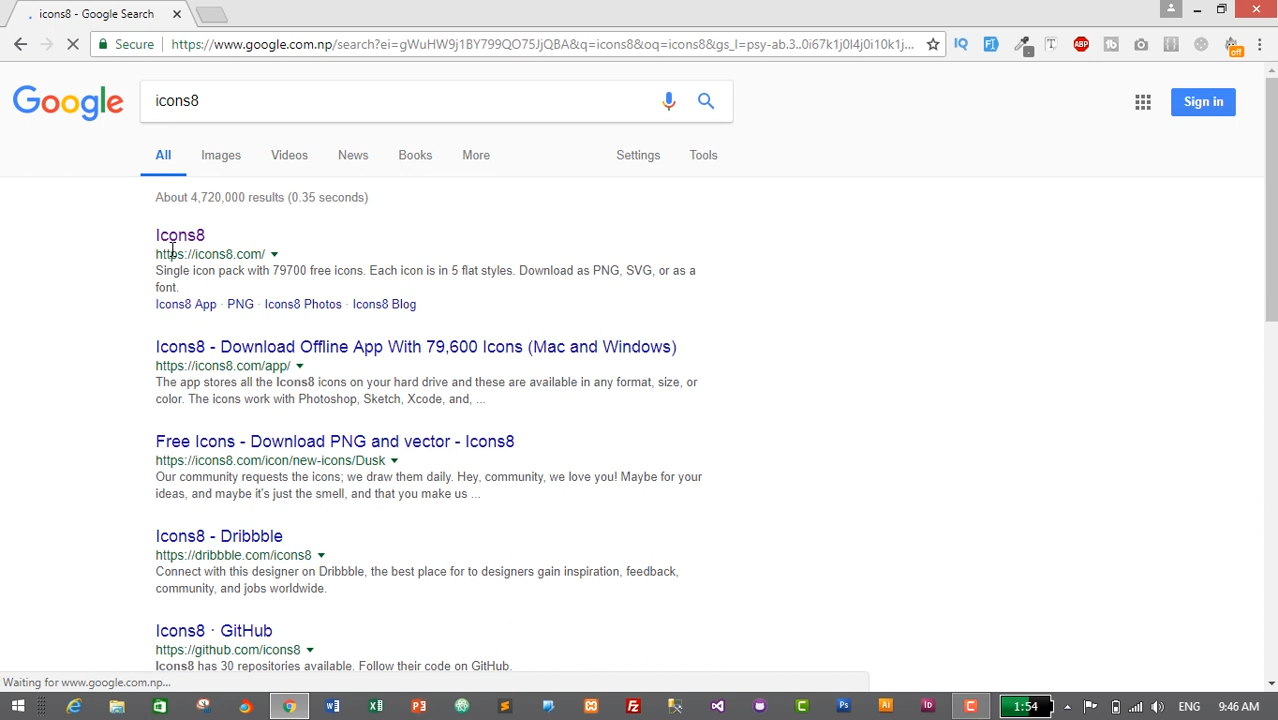 icons8 - Google Search
Secure https://www.google.com.np/search?ei=gWuHW9j1BY799QO75JjQBA&q=icons8&oq=icons8&gs_l=psy-ab.3..0i67k1j0l4j0i10k1j...
Google
icons8
Sign in
All Images Videos News Books More Settings Tools
About 4,720,000 results (0.35 seconds)
Icons8
https://icons8.com/
Single icon pack with 79700 free icons. Each icon is in 5 flat styles. Download as PNG, SVG, or as a
font.
Icons8 App · PNG · Icons8 Photos · Icons8 Blog
Icons8 - Download Offline App With 79,600 Icons (Mac and Windows)
https://icons8.com/app/
The app stores all the Icons8 icons on your hard drive and these are available in any format, size, or
color. The icons work with Photoshop, Sketch, Xcode, and, ...
Free Icons - Download PNG and vector - Icons8
https://icons8.com/icon/new-icons/Dusk
Our community requests the icons; we draw them daily. Hey, community, we love you! Maybe for your
ideas, and maybe it's just the smell, and that you make us ...
Icons8 - Dribbble
https://dribbble.com/icons8
Connect with this designer on Dribbble, the best place for to designers gain inspiration, feedback,
community, and jobs worldwide.
Icons8 · GitHub
https://github.com/icons8
Icons8 has 30 repositories available. Follow their code on GitHub.
Waiting for www.google.com.np...
1:54 ENG 9:46 AM